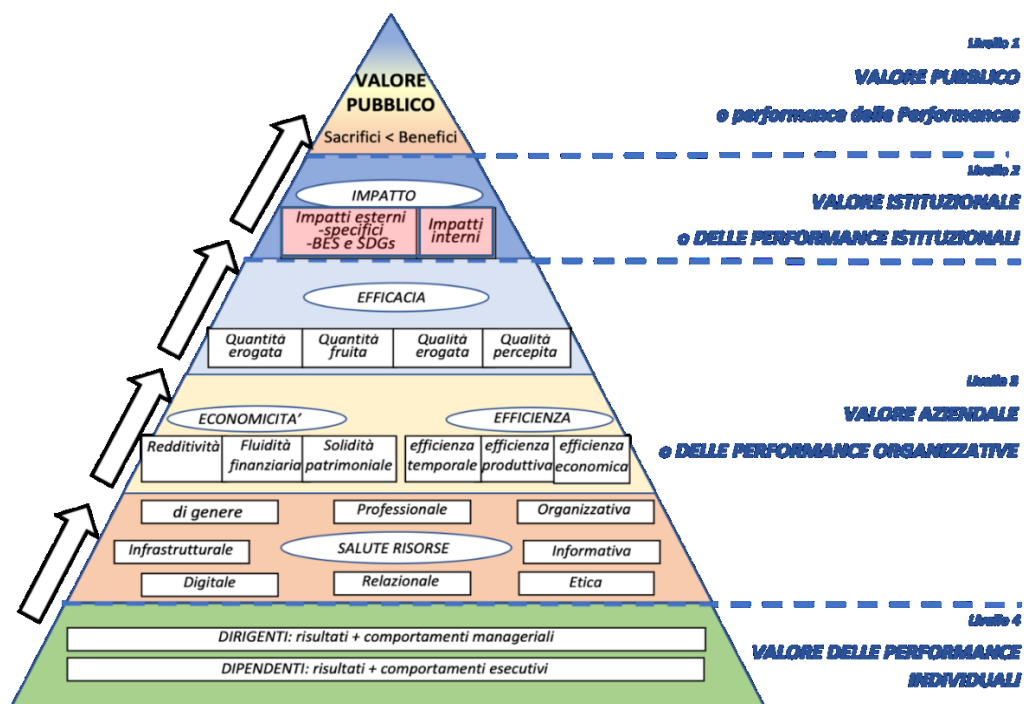 Livello 1
VALORE PUBBLICO
o performance delle Performances
VALORE
PUBBLICO
Sacrifici < Benefici
Livello 2
VALORE ISTITUZIONALE
o DELLE PERFORMANCE ISTITUZIONALI
IMPATTO
Impatti esterni
-specifici
-BES e SDGs
Impatti
interni
EFFICACIA
Quantità
erogata
Quantità
fruita
Qualità
erogata
Qualità
percepita
Livello 3
VALORE AZIENDALE
o DELLE PERFORMANCE ORGANIZZATIVE
ECONOMICITA’
EFFICIENZA
Redditività
Fluidità
finanziaria
Solidità
patrimoniale
efficienza
temporale
efficienza
produttiva
efficienza
economica
di genere
Professionale
Organizzativa
Infrastrutturale
SALUTE RISORSE
Informativa
Digitale
Relazionale
Etica
Livello 4
VALORE DELLE PERFORMANCE
INDIVIDUALI
DIRIGENTI: risultati + comportamenti manageriali
DIPENDENTI: risultati + comportamenti esecutivi